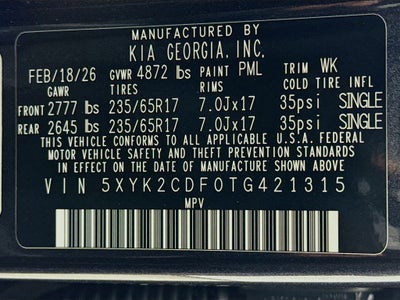 MANUFACTURED BY
KIA GEORGIA, INC.
FEB/18/26 GVWR 4872 lbs PAINT PML TRIM WK
GAWR TIRES RIMS COLD TIRE INFL
FRONT 2777 lbs 235/65R17 7.0Jx17 35psi SINGLE
REAR 2645 lbs 235/65R17 7.0Jx17 35psi SINGLE
THIS VEHICLE CONFORMS TO ALL APPLICABLE U.S.A. FEDERAL
MOTOR VEHICLE SAFETY AND THEFT PREVENTION STANDARDS
IN EFFECT ON THE DATE OF MANUFACTURE SHOWN ABOVE
VIN 5XYK2CDF0TG421315
MPV